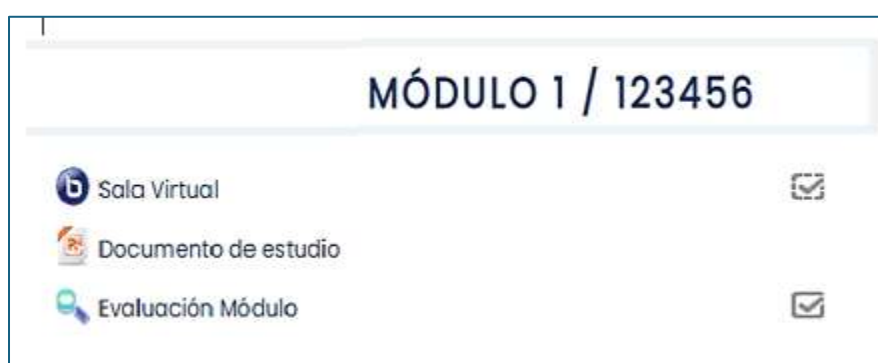 MÓDULO 1 / 123456
b Sala Virtual
Documento de estudio
Evaluación Módulo